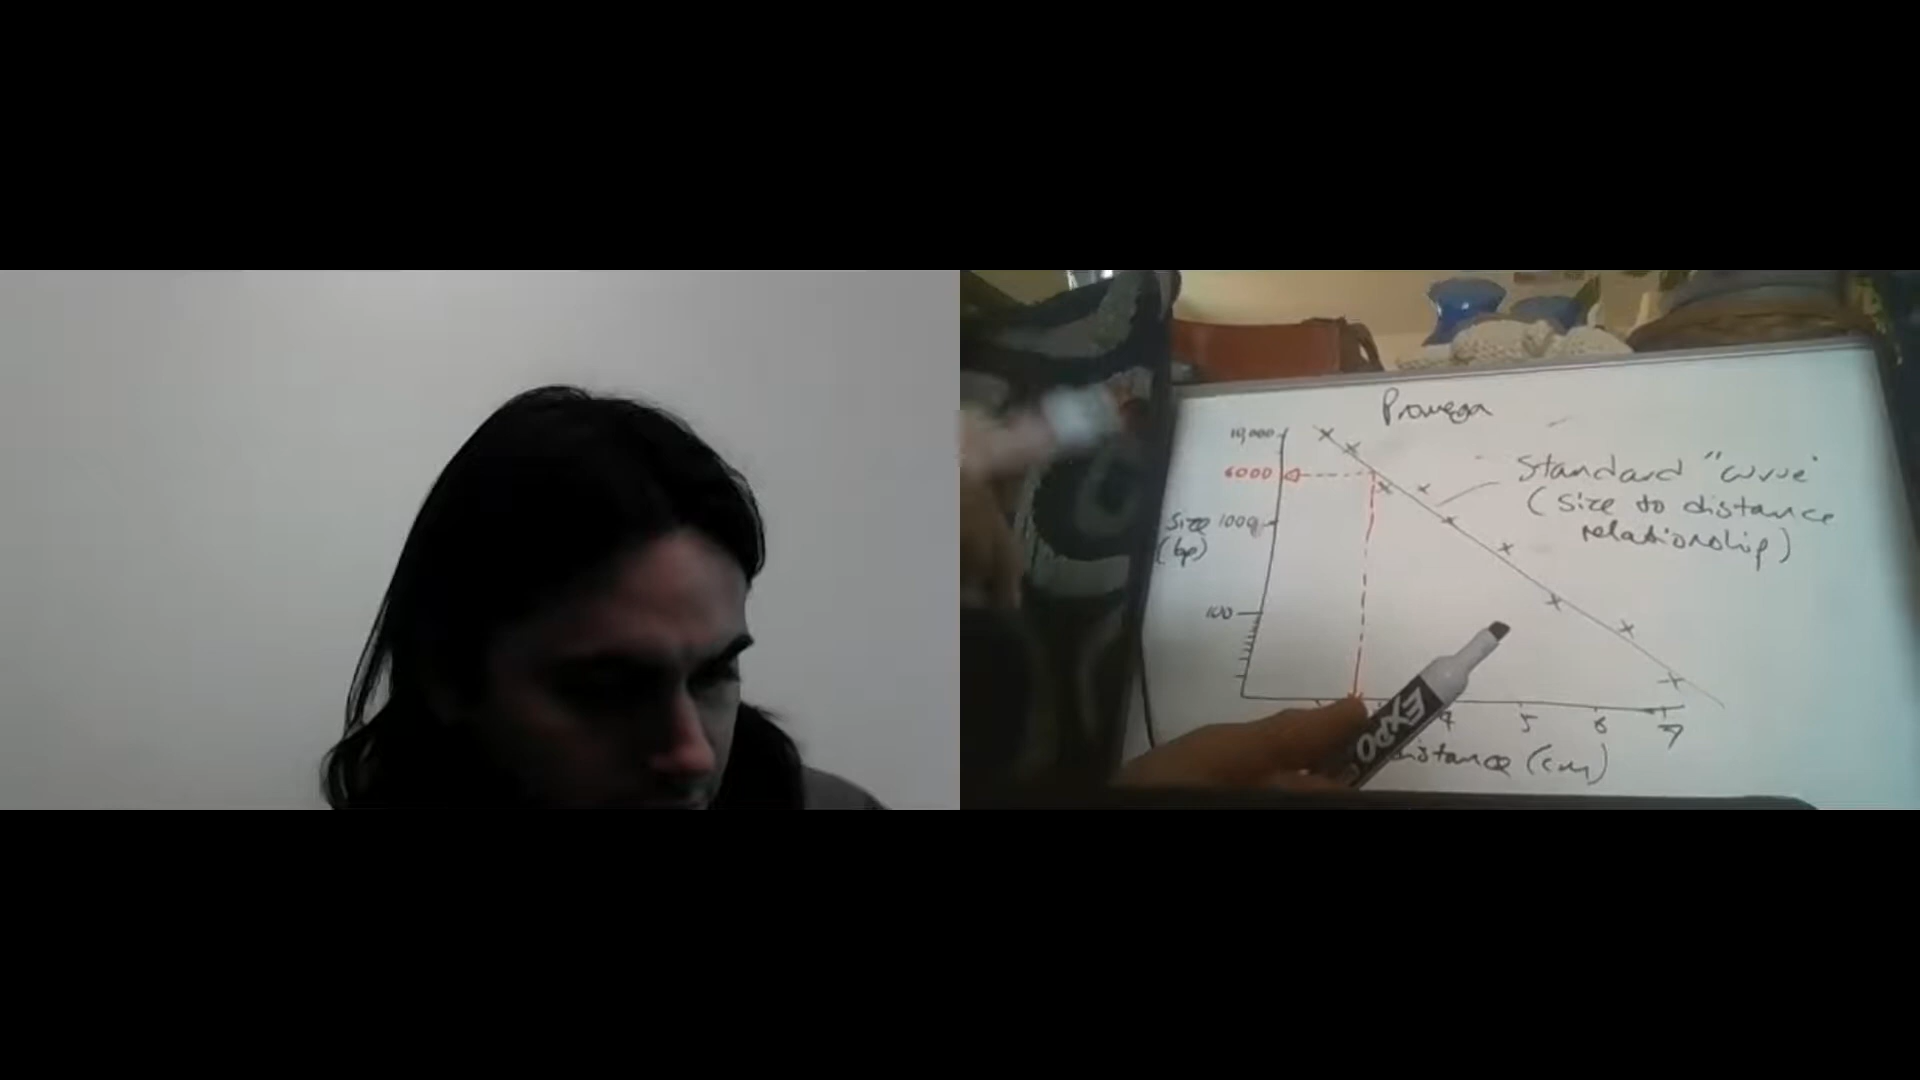 Promega
10,000
6000
Size 1000
(bp)
100
Standard "curve"
(Size to distance
relationship)
4 5 6 7
distance (cm)
EXPO